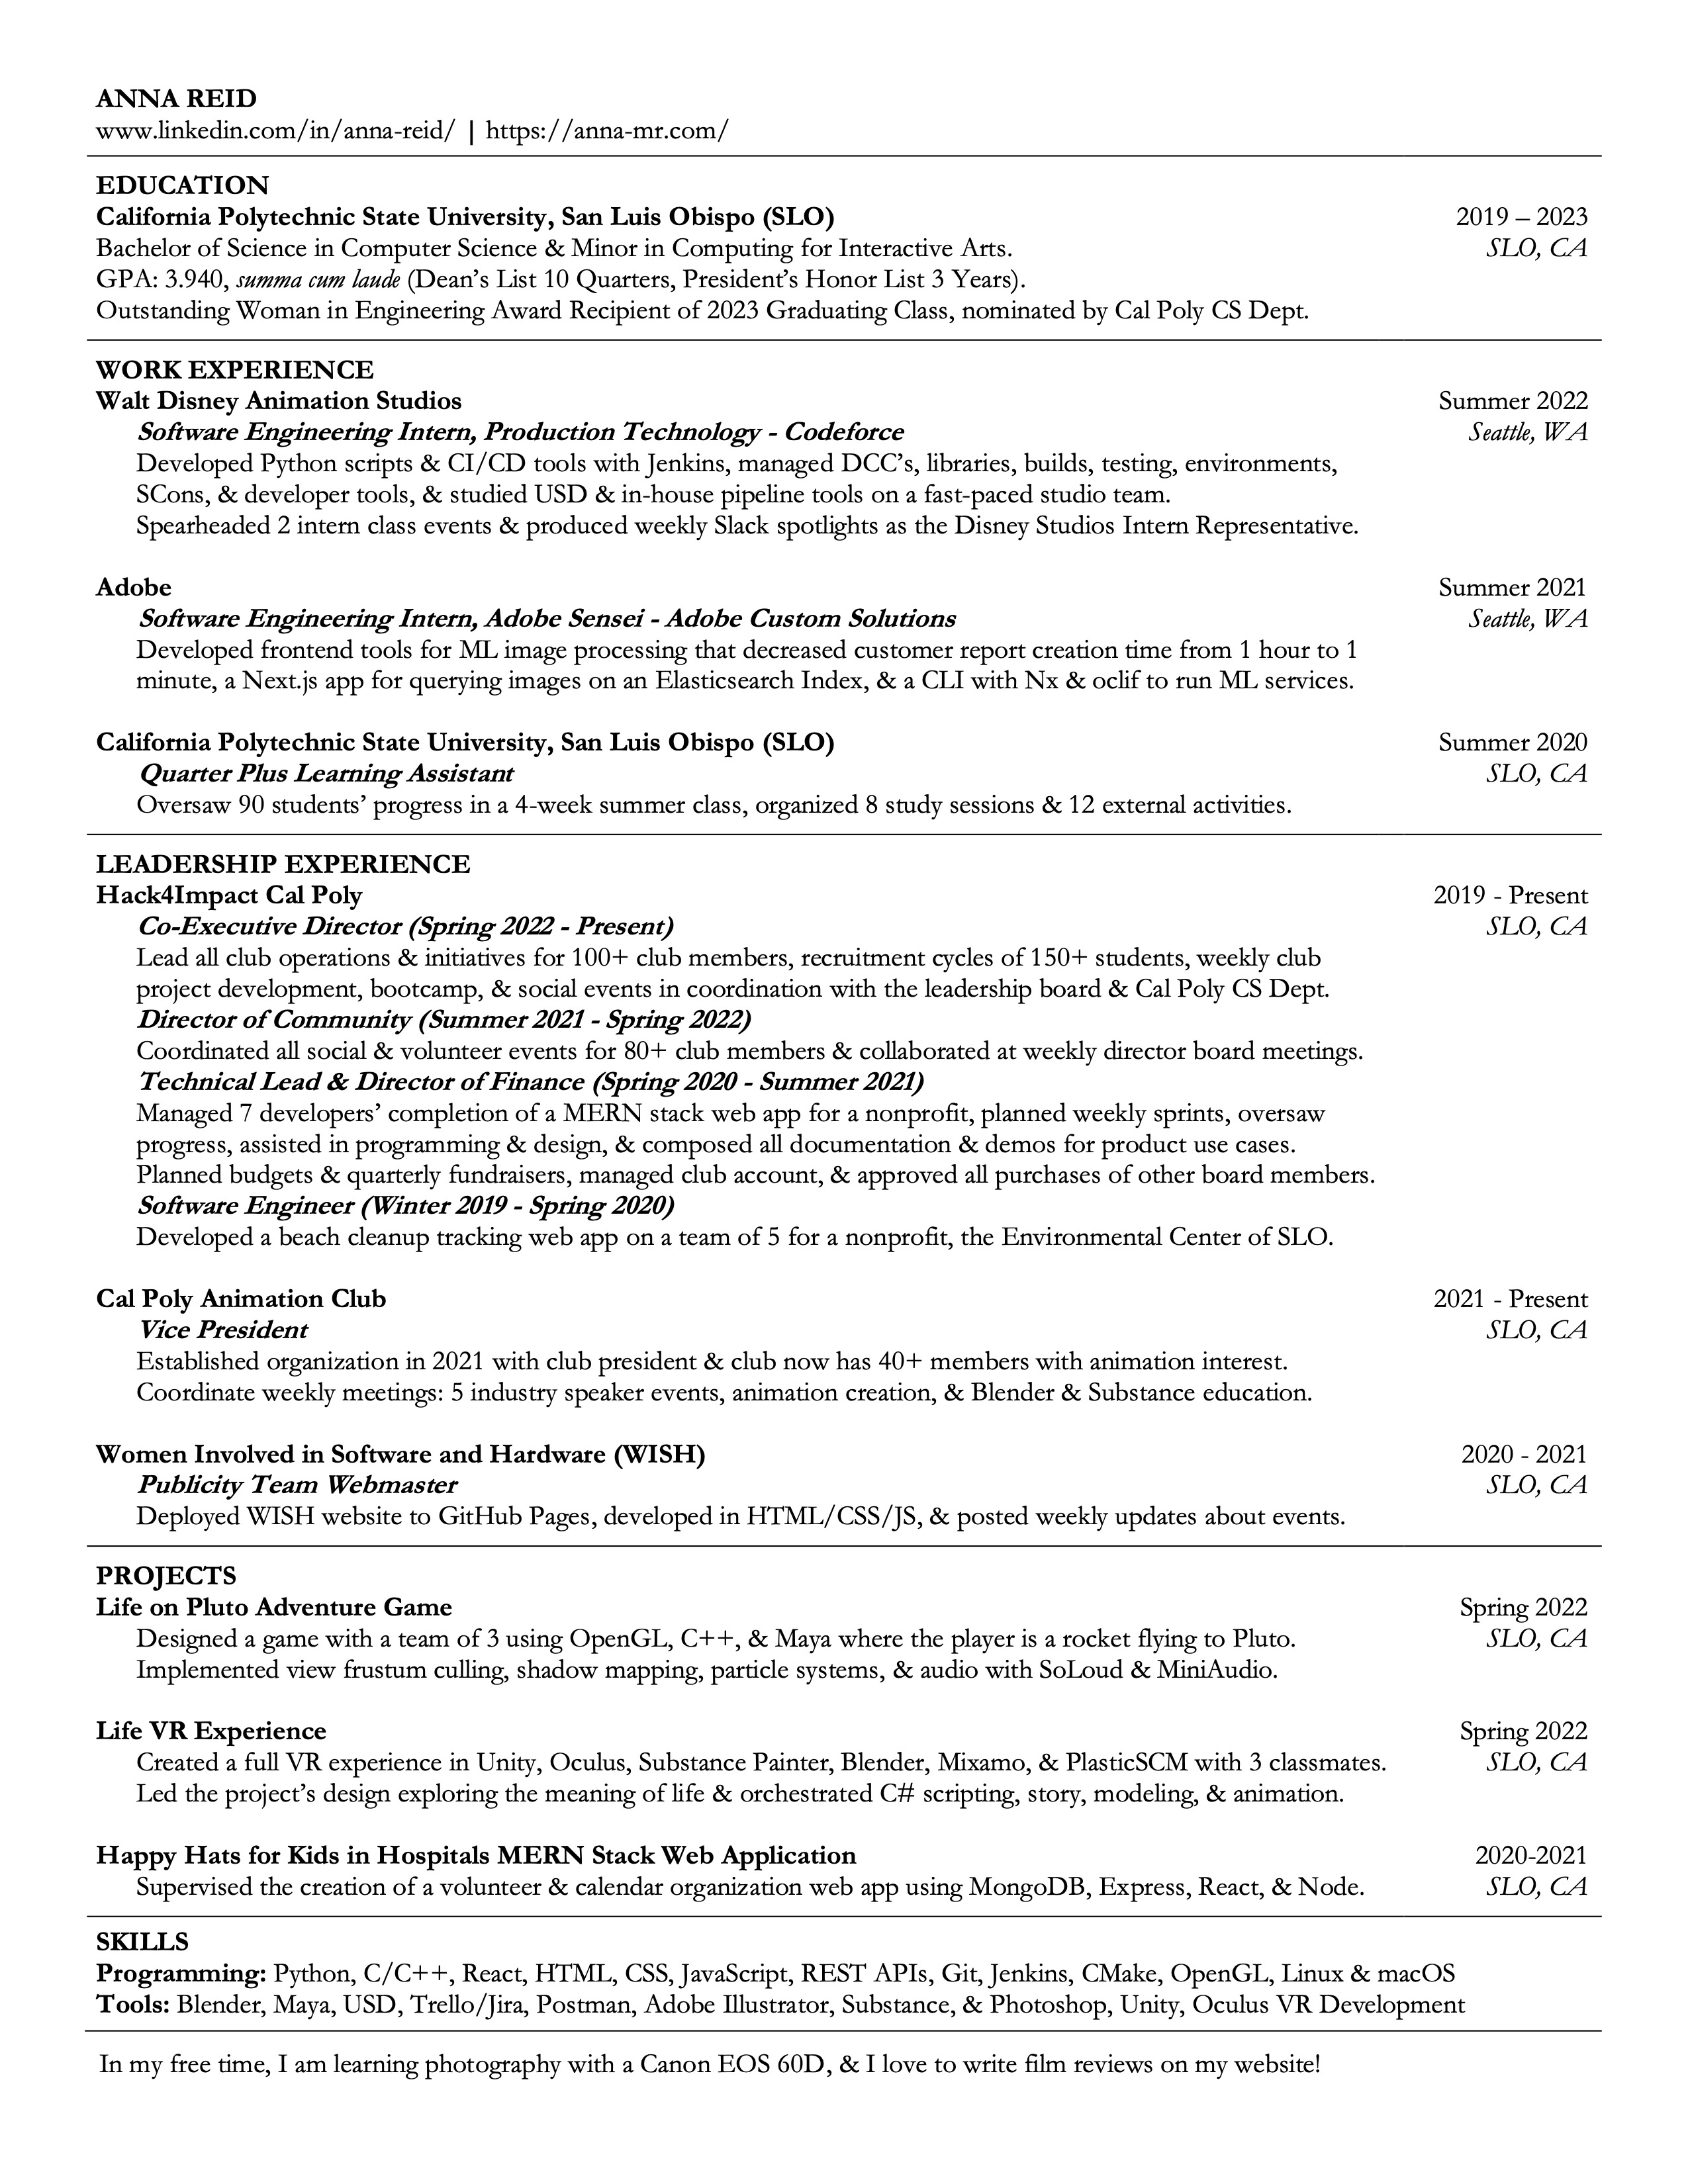 ANNA REID
www.linkedin.com/in/anna-reid/ | https://anna-mr.com/
EDUCATION
California Polytechnic State University, San Luis Obispo (SLO) 2019 – 2023
Bachelor of Science in Computer Science & Minor in Computing for Interactive Arts. SLO, CA
GPA: 3.940, summa cum laude (Dean’s List 10 Quarters, President’s Honor List 3 Years).
Outstanding Woman in Engineering Award Recipient of 2023 Graduating Class, nominated by Cal Poly CS Dept.
WORK EXPERIENCE
Walt Disney Animation Studios Summer 2022
Software Engineering Intern, Production Technology - Codeforce Seattle, WA
Developed Python scripts & CI/CD tools with Jenkins, managed DCC’s, libraries, builds, testing, environments,
SCons, & developer tools, & studied USD & in-house pipeline tools on a fast-paced studio team.
Spearheaded 2 intern class events & produced weekly Slack spotlights as the Disney Studios Intern Representative.
Adobe Summer 2021
Software Engineering Intern, Adobe Sensei - Adobe Custom Solutions Seattle, WA
Developed frontend tools for ML image processing that decreased customer report creation time from 1 hour to 1
minute, a Next.js app for querying images on an Elasticsearch Index, & a CLI with Nx & oclif to run ML services.
California Polytechnic State University, San Luis Obispo (SLO) Summer 2020
Quarter Plus Learning Assistant SLO, CA
Oversaw 90 students’ progress in a 4-week summer class, organized 8 study sessions & 12 external activities.
LEADERSHIP EXPERIENCE
Hack4Impact Cal Poly 2019 - Present
Co-Executive Director (Spring 2022 - Present) SLO, CA
Lead all club operations & initiatives for 100+ club members, recruitment cycles of 150+ students, weekly club
project development, bootcamp, & social events in coordination with the leadership board & Cal Poly CS Dept.
Director of Community (Summer 2021 - Spring 2022)
Coordinated all social & volunteer events for 80+ club members & collaborated at weekly director board meetings.
Technical Lead & Director of Finance (Spring 2020 - Summer 2021)
Managed 7 developers’ completion of a MERN stack web app for a nonprofit, planned weekly sprints, oversaw
progress, assisted in programming & design, & composed all documentation & demos for product use cases.
Planned budgets & quarterly fundraisers, managed club account, & approved all purchases of other board members.
Software Engineer (Winter 2019 - Spring 2020)
Developed a beach cleanup tracking web app on a team of 5 for a nonprofit, the Environmental Center of SLO.
Cal Poly Animation Club 2021 - Present
Vice President SLO, CA
Established organization in 2021 with club president & club now has 40+ members with animation interest.
Coordinate weekly meetings: 5 industry speaker events, animation creation, & Blender & Substance education.
Women Involved in Software and Hardware (WISH) 2020 - 2021
Publicity Team Webmaster SLO, CA
Deployed WISH website to GitHub Pages, developed in HTML/CSS/JS, & posted weekly updates about events.
PROJECTS
Life on Pluto Adventure Game Spring 2022
Designed a game with a team of 3 using OpenGL, C++, & Maya where the player is a rocket flying to Pluto. SLO, CA
Implemented view frustum culling, shadow mapping, particle systems, & audio with SoLoud & MiniAudio.
Life VR Experience Spring 2022
Created a full VR experience in Unity, Oculus, Substance Painter, Blender, Mixamo, & PlasticSCM with 3 classmates. SLO, CA
Led the project’s design exploring the meaning of life & orchestrated C# scripting, story, modeling, & animation.
Happy Hats for Kids in Hospitals MERN Stack Web Application 2020-2021
Supervised the creation of a volunteer & calendar organization web app using MongoDB, Express, React, & Node. SLO, CA
SKILLS
Programming: Python, C/C++, React, HTML, CSS, JavaScript, REST APIs, Git, Jenkins, CMake, OpenGL, Linux & macOS
Tools: Blender, Maya, USD, Trello/Jira, Postman, Adobe Illustrator, Substance, & Photoshop, Unity, Oculus VR Development
In my free time, I am learning photography with a Canon EOS 60D, & I love to write film reviews on my website!